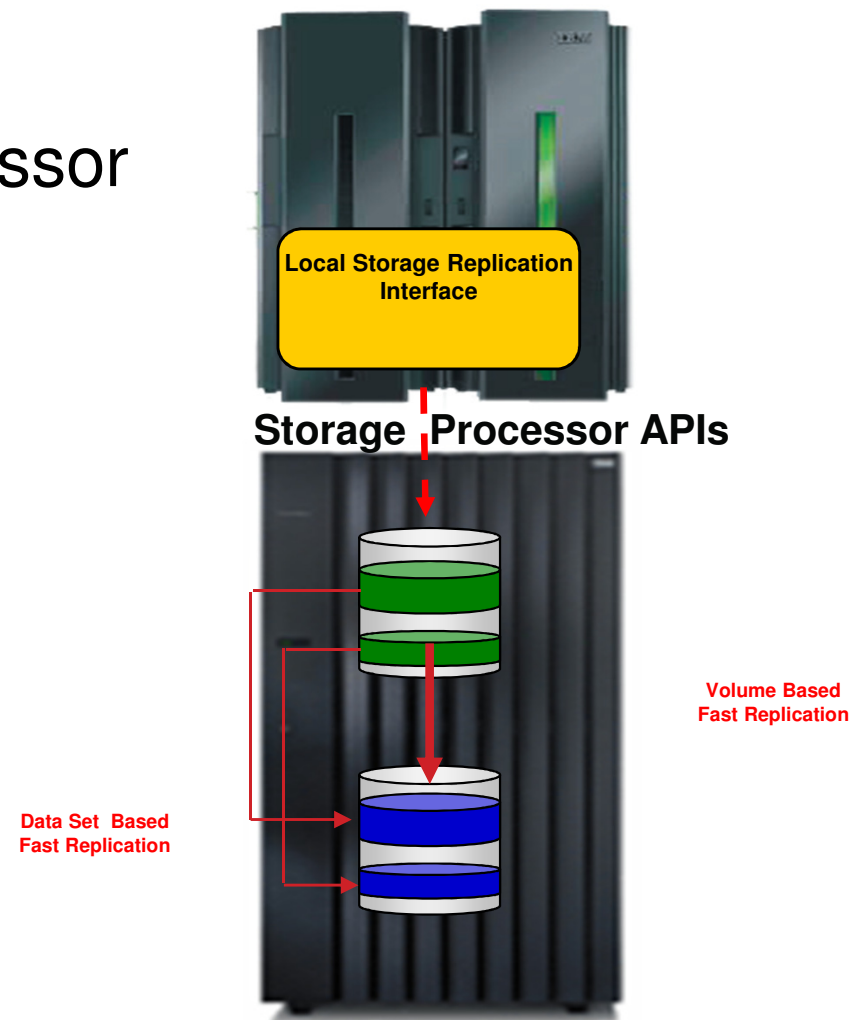 ssor
Local Storage Replication
Interface
Storage Processor APIs
Volume Based
Fast Replication
Data Set Based
Fast Replication